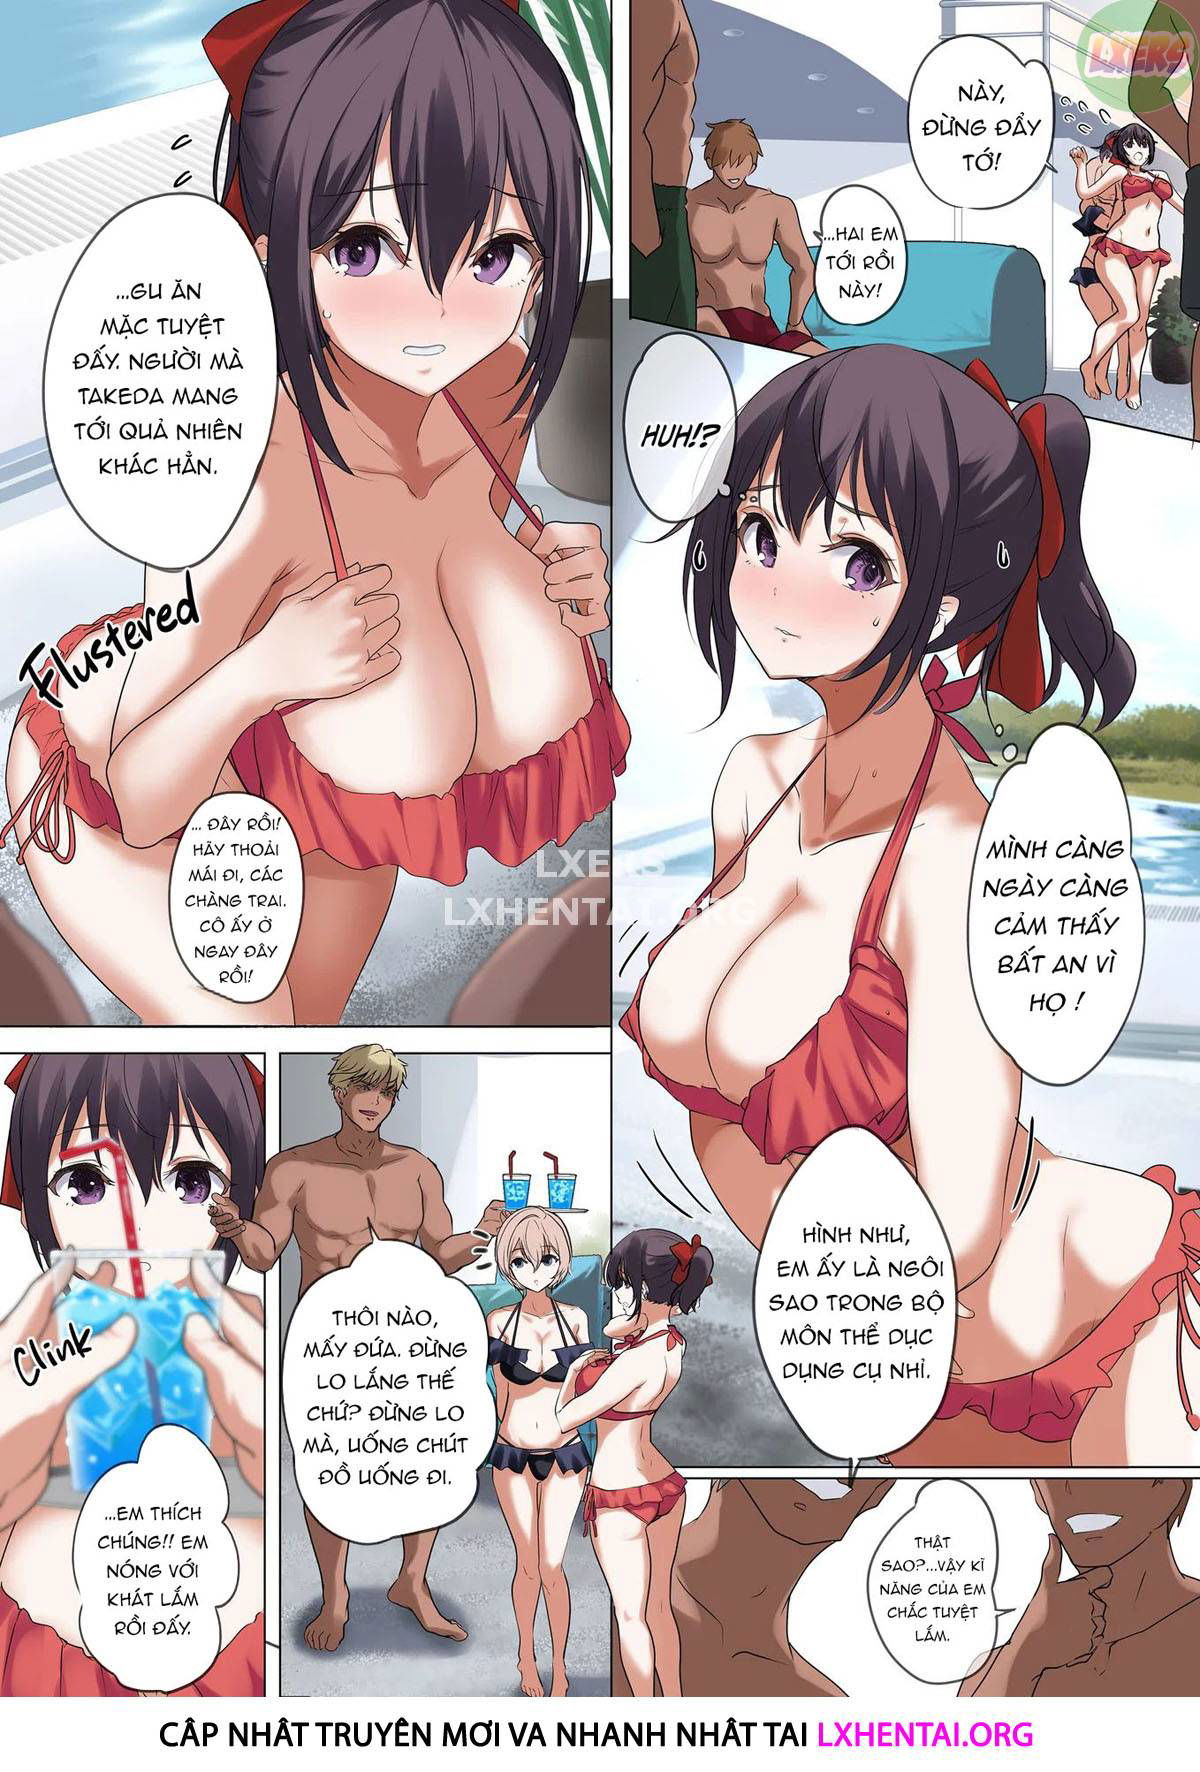 LXERS
NÀY,
ĐỪNG ĐẨY
TỚ!
...HAI EM
TỚI RỒI
NÀY!
HUH!?
MÌNH CÀNG
NGÀY CÀNG
CẢM THẤY
BẤT AN VÌ
HỌ !
HÌNH NHƯ,
EM ẤY LÀ NGÔI
SAO TRONG BỘ
MÔN THỂ DỤC
DỤNG CỤ NHỈ.
THẬT
SAO?...VẬY KĨ
NĂNG CỦA EM
CHẮC TUYỆT
LẮM.
...GU ĂN
MẶC TUYỆT
ĐẤY. NGƯỜI MÀ
TAKEDA MANG
TỚI QUẢ NHIÊN
KHÁC HẲN.
Flustered
... ĐÂY RỒI!
HÃY THOẢI
MÁI ĐI, CÁC
CHÀNG TRAI.
CÔ ẤY Ở
NGAY ĐÂY
RỒI!
LXERS
LXHENTAI.ORG
THÔI NÀO,
MẤY ĐỨA. ĐỪNG
LO LẮNG THẾ
CHỨ? ĐỪNG LO
MÀ, UỐNG CHÚT
ĐỒ UỐNG ĐI.
Clink
...EM THÍCH
CHÚNG!! EM
NÓNG VỚI
KHÁT LẮM
RỒI ĐẤY.
CẬP NHẬT TRUYỆN MỚI VÀ NHANH NHẤT TẠI LXHENTAI.ORG